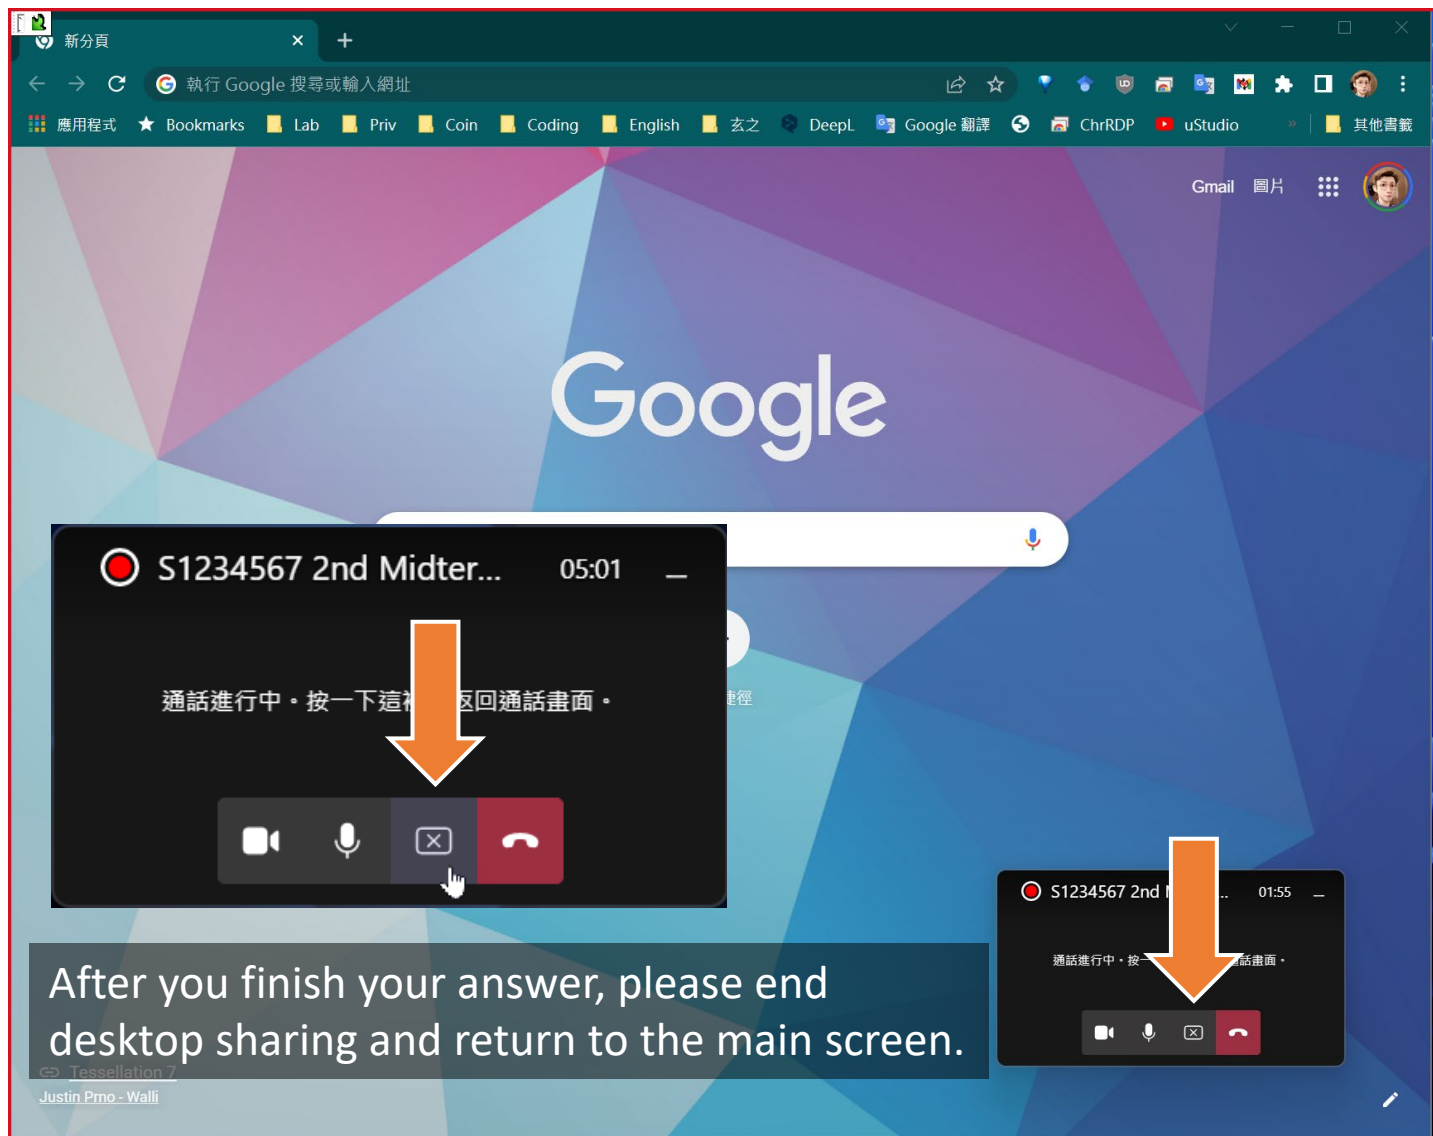 新分頁
執行 Google 搜尋或輸入網址
應用程式 Bookmarks Lab Priv Coin Coding English 玄之 DeepL Google 翻譯 ChrRDP uStudio » 其他書籤
Gmail 圖片
Google
S1234567 2nd Midter... 05:01
通話進行中。按一下這 返回通話畫面。
捷徑
S1234567 2nd 01:55
通話進行中。按一 話畫面。
After you finish your answer, please end
desktop sharing and return to the main screen.
Tessellation 7
Justin Prno - Walli